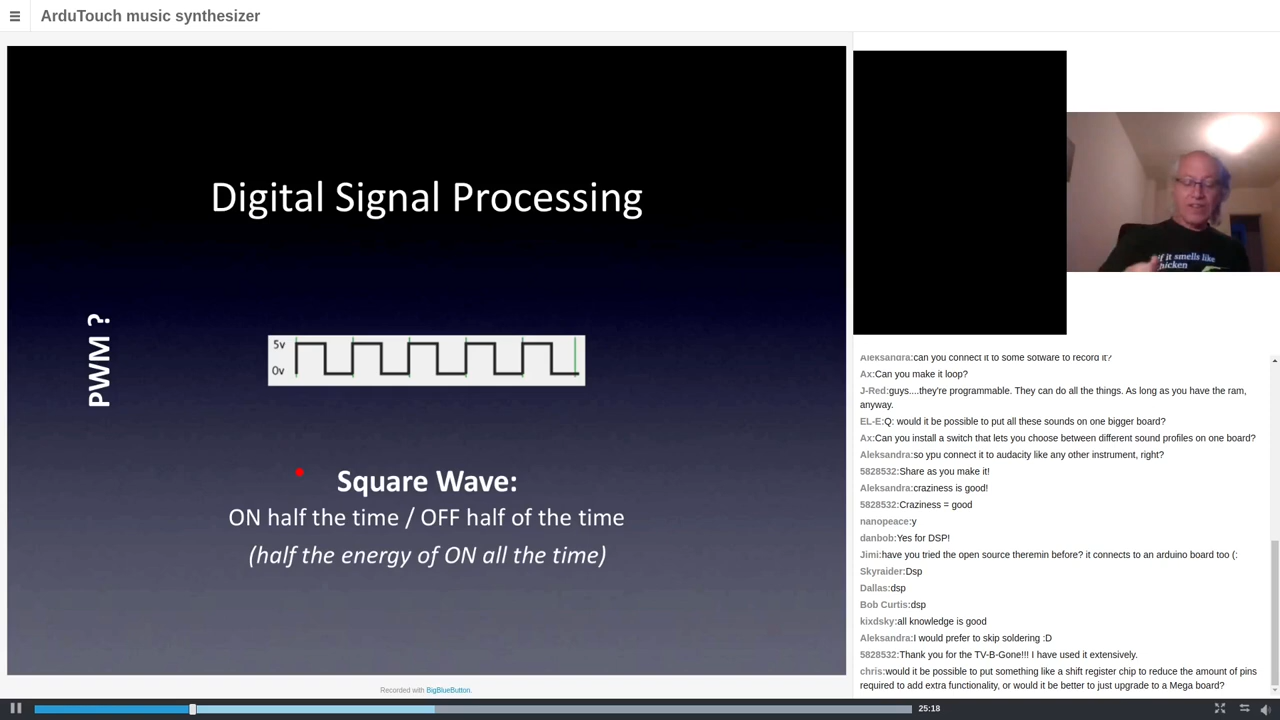 ArduTouch music synthesizer
Digital Signal Processing
PWM ?
5v
0v
Square Wave:
ON half the time / OFF half of the time
(half the energy of ON all the time)
if it smells like
chicken
Aleksandra:can you connect it to some sotware to record it?
Ax:Can you make it loop?
J-Red:guys....they're programmable. They can do all the things. As long as you have the ram,
anyway.
EL-E:Q: would it be possible to put all these sounds on one bigger board?
Ax:Can you install a switch that lets you choose between different sound profiles on one board?
Aleksandra:so ypu connect it to audacity like any other instrument, right?
5828532:Share as you make it!
Aleksandra:craziness is good!
5828532:Craziness = good
nanopeace:y
danbob:Yes for DSP!
Jimi:have you tried the open source theremin before? it connects to an arduino board too (:
Skyraider:Dsp
Dallas:dsp
Bob Curtis:dsp
kixdsky:all knowledge is good
Aleksandra:I would prefer to skip soldering :D
5828532:Thank you for the TV-B-Gone!!! I have used it extensively.
chris:would it be possible to put something like a shift register chip to reduce the amount of pins
required to add extra functionality, or would it be better to just upgrade to a Mega board?
Recorded with BigBlueButton.
25:18